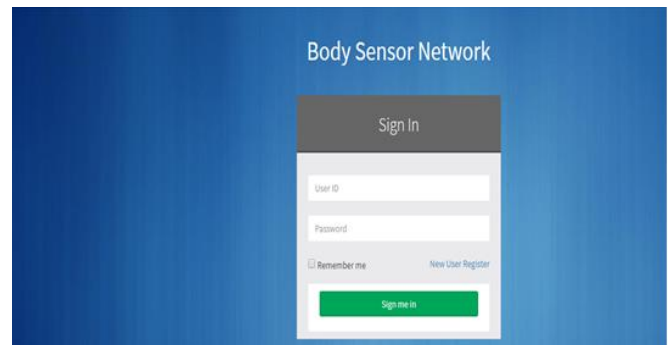 Body Sensor Network
Sign In
User ID
Password
Remember me New User Register
Sign me in